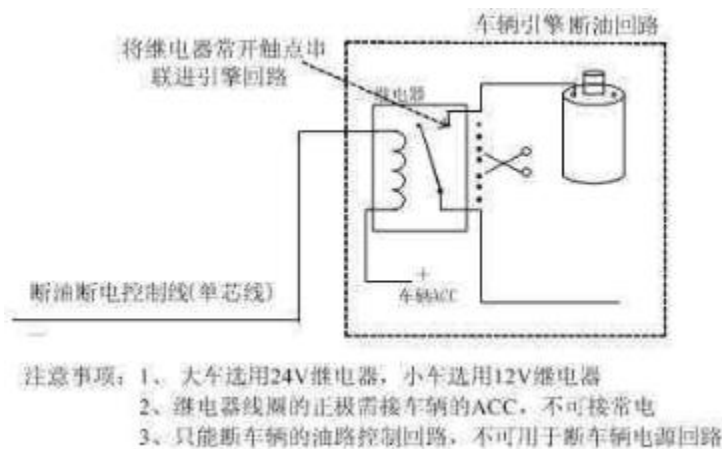 车辆引擎断油回路
将继电器常开触点串
联进引擎回路
继电器
+
车辆ACC
断油断电控制线(单芯线)
—
注意事项：1、大车选用24V继电器，小车选用12V继电器
2、继电器线圈的正极需接车辆的ACC，不可接常电
3、只能断车辆的油路控制回路，不可用于断车辆电源回路